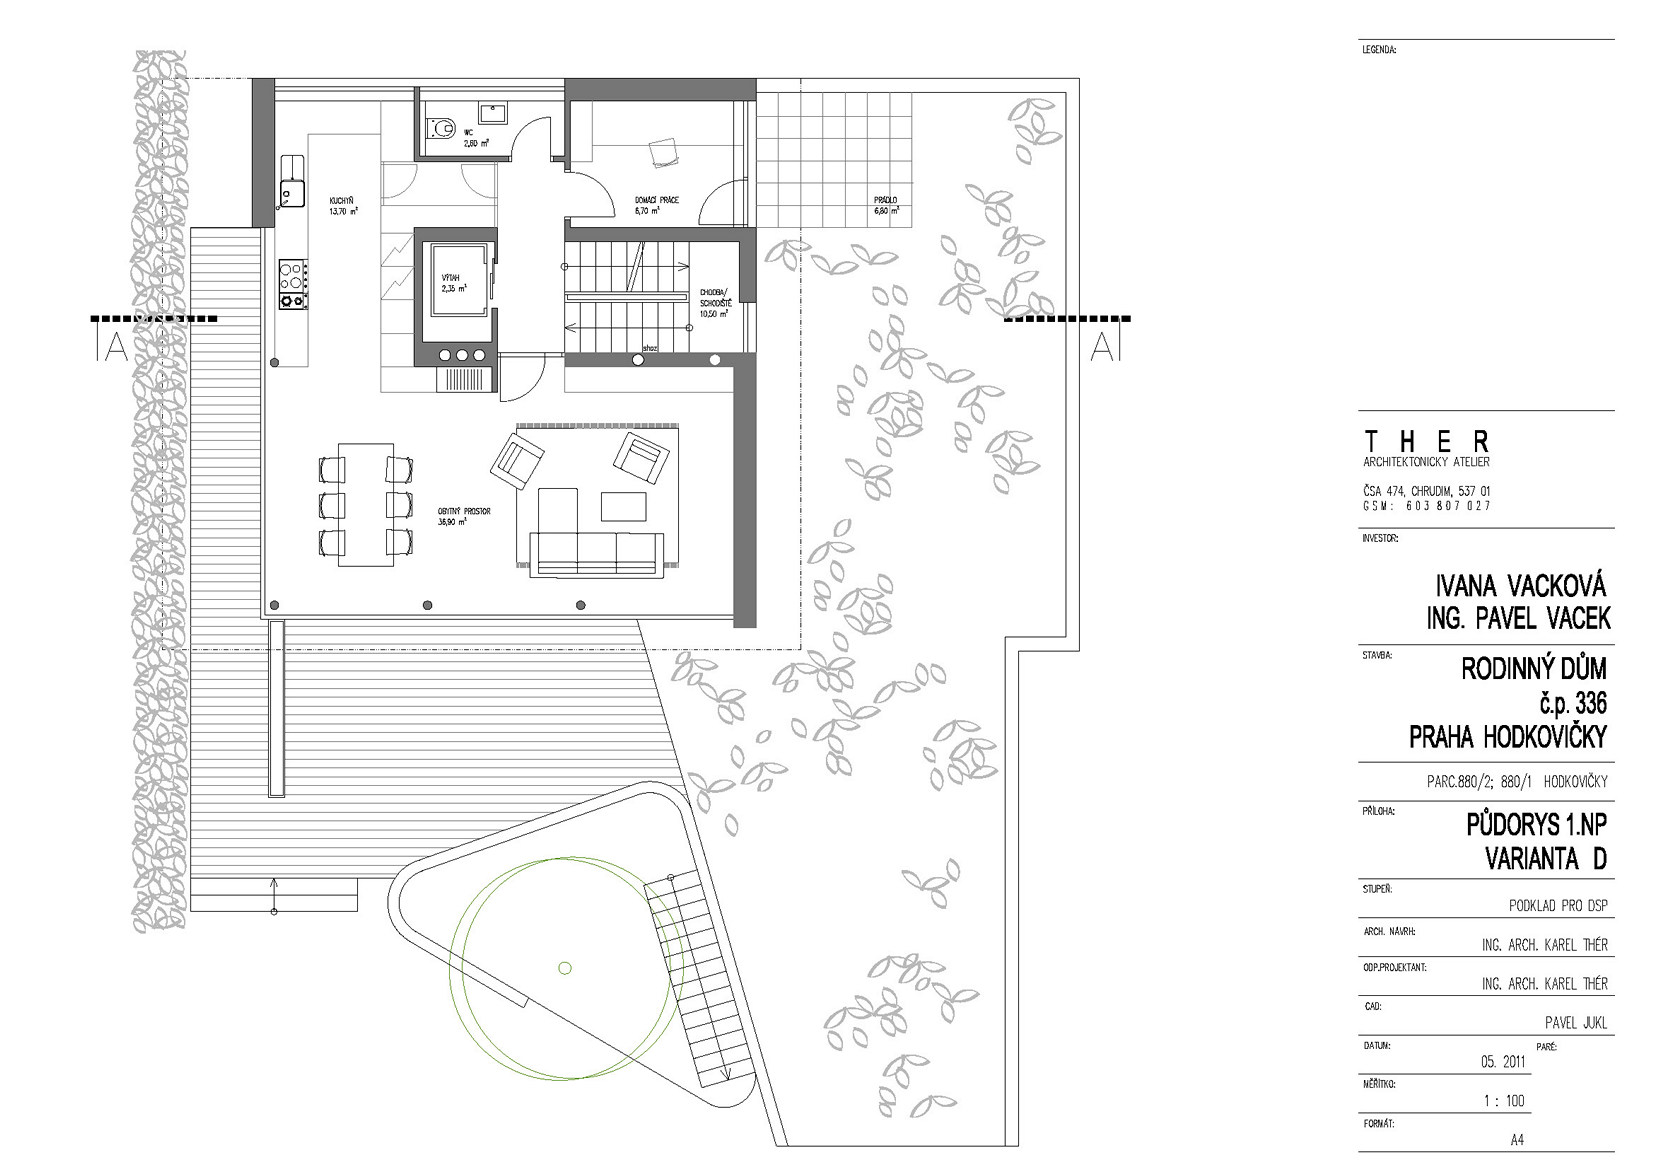 LEGENDA:
WC
2,60 m²
KUCHYŇ
13,70 m²
DOMÁCÍ PRÁCE
8,70 m²
PRÁDLO
6,80 m²
VÝTAH
2,35 m²
CHODBA/
SCHODIŠTĚ
10,50 m²
shoz
A
A
OBYTNÝ PROSTOR
36,90 m²
THER
ARCHITEKTONICKY ATELIER
ČSA 474, CHRUDIM, 537 01
GSM: 603 807 027
INVESTOR:
IVANA VACKOVÁ
ING. PAVEL VACEK
STAVBA:
RODINNÝ DŮM
č.p. 336
PRAHA HODKOVIČKY
PARC.880/2; 880/1 HODKOVIČKY
PŘÍLOHA:
PŮDORYS 1.NP
VARIANTA D
STUPEŇ:
PODKLAD PRO DSP
ARCH. NÁVRH:
ING. ARCH. KAREL THÉR
ODP.PROJEKTANT:
ING. ARCH. KAREL THÉR
CAD:
PAVEL JUKL
DATUM:
05. 2011
PARÉ:
MĚŘÍTKO:
1 : 100
FORMÁT:
A4